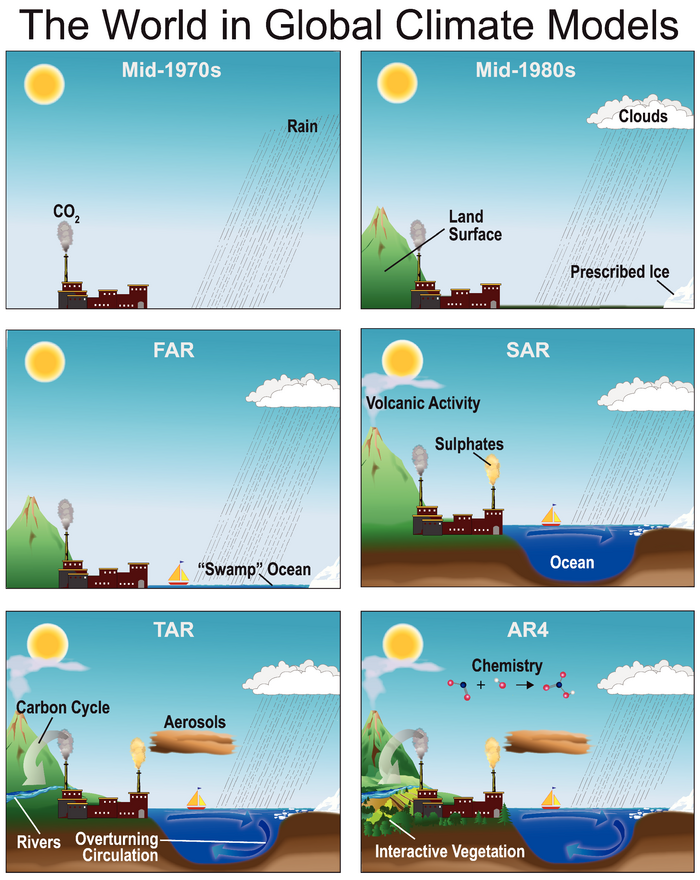 The World in Global Climate Models
Mid-1970s
Rain
CO₂
Mid-1980s
Clouds
Land
Surface
Prescribed Ice
FAR
“Swamp” Ocean
SAR
Volcanic Activity
Sulphates
Ocean
TAR
Carbon Cycle
Aerosols
Rivers
Overturning
Circulation
AR4
Chemistry
+
Interactive Vegetation